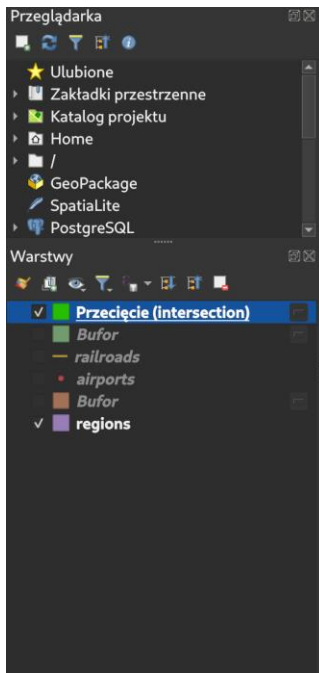 Przeglądarka
Ulubione
Zakładki przestrzenne
Katalog projektu
Home
/
GeoPackage
SpatiaLite
PostgreSQL
Warstwy
Przecięcie (intersection)
Bufor
railroads
airports
Bufor
regions